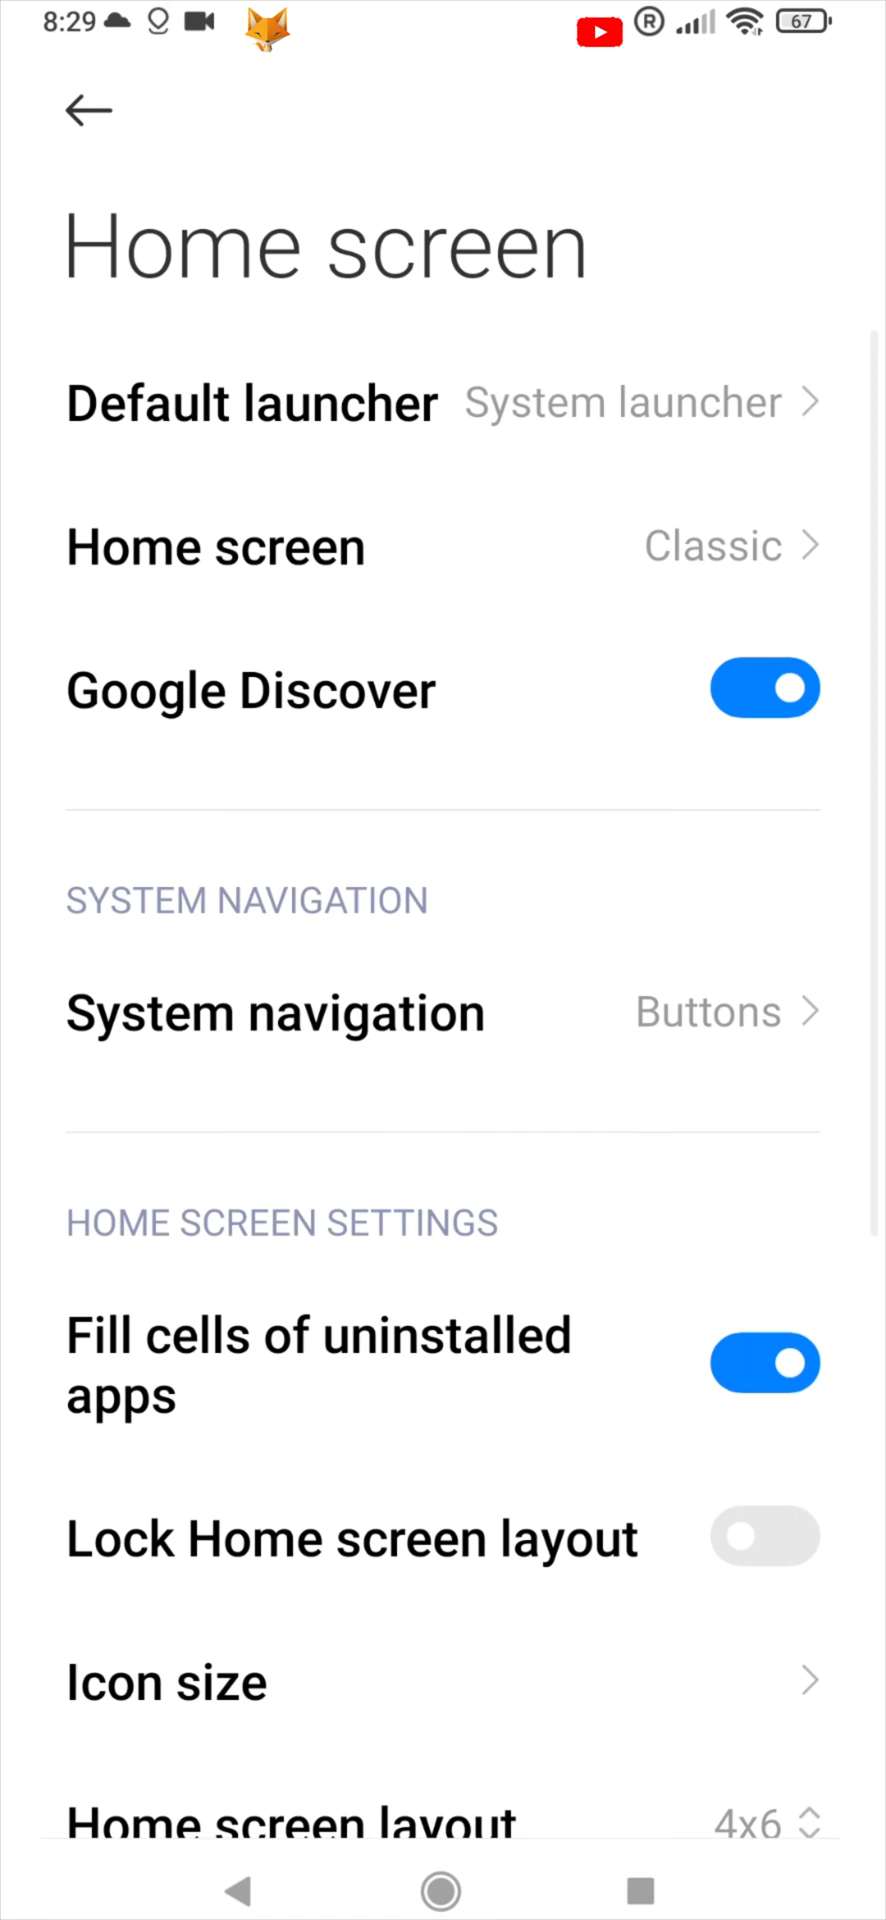 8:29
R
67
Home screen
Default launcher System launcher
Home screen Classic
Google Discover
SYSTEM NAVIGATION
System navigation Buttons
HOME SCREEN SETTINGS
Fill cells of uninstalled
apps
Lock Home screen layout
Icon size
Home screen layout 4x6